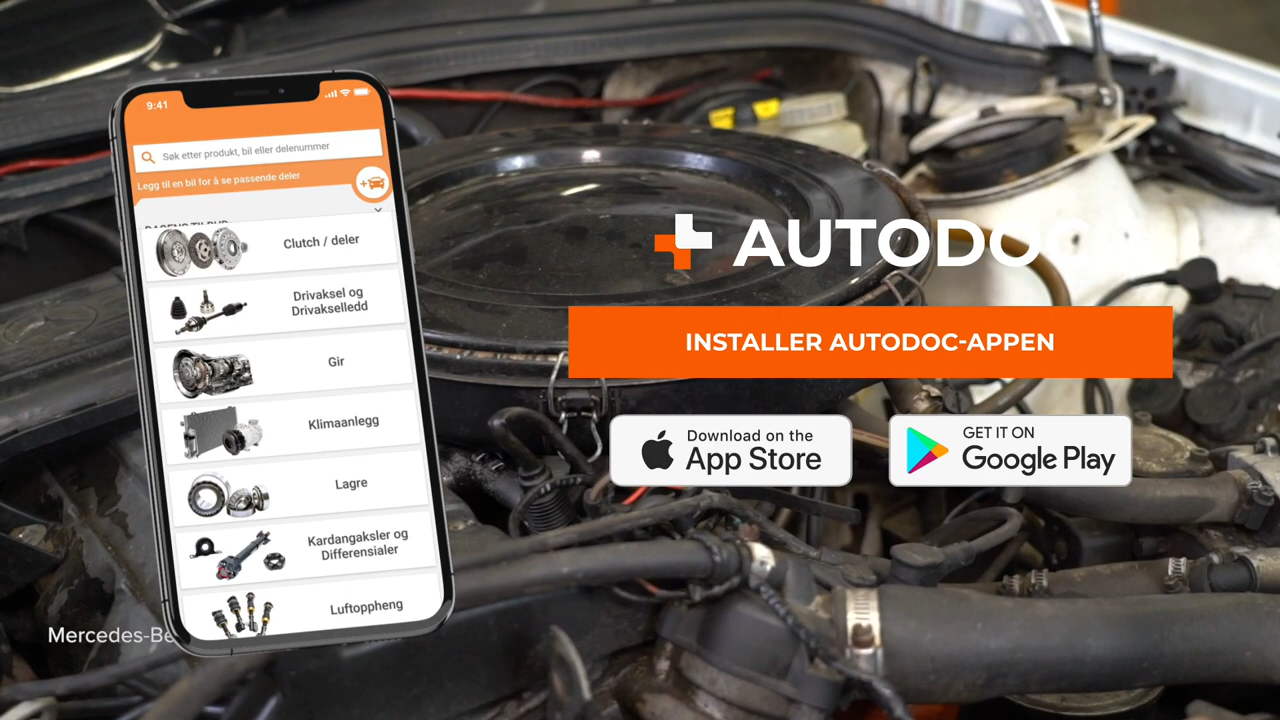 9:41
Søk etter produkt, bil eller delenummer
Legg til en bil for å se passende deler
Clutch / deler
Drivaksel og
Drivakselledd
Gir
Klimaanlegg
Lagre
Kardangaksler og
Differensialer
Luftoppheng
Mercedes-Be
AUTODOC
INSTALLER AUTODOC-APPEN
Download on the
App Store
GET IT ON
Google Play